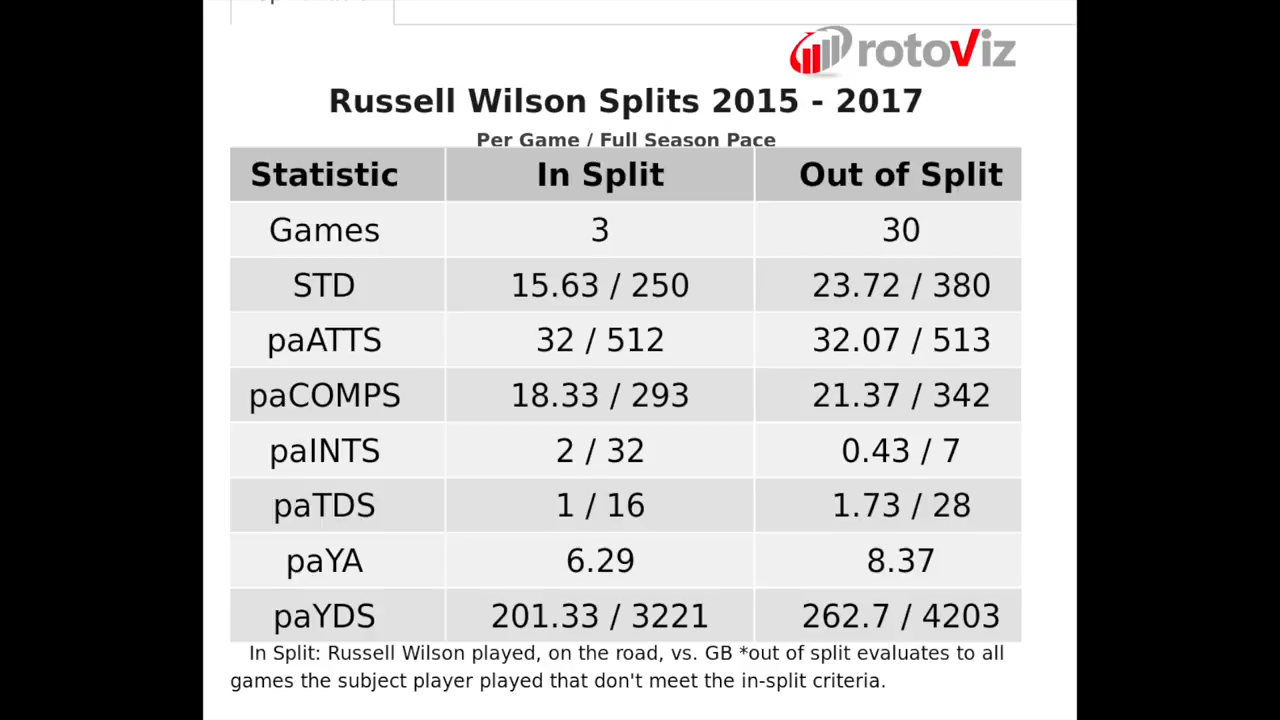 rotoViz
Russell Wilson Splits 2015 - 2017
Per Game / Full Season Pace
Statistic In Split Out of Split
Games 3 30
STD 15.63 / 250 23.72 / 380
paATTS 32 / 512 32.07 / 513
paCOMPS 18.33 / 293 21.37 / 342
paINTS 2 / 32 0.43 / 7
paTDS 1 / 16 1.73 / 28
paYA 6.29 8.37
paYDS 201.33 / 3221 262.7 / 4203
In Split: Russell Wilson played, on the road, vs. GB *out of split evaluates to all
games the subject player played that don't meet the in-split criteria.